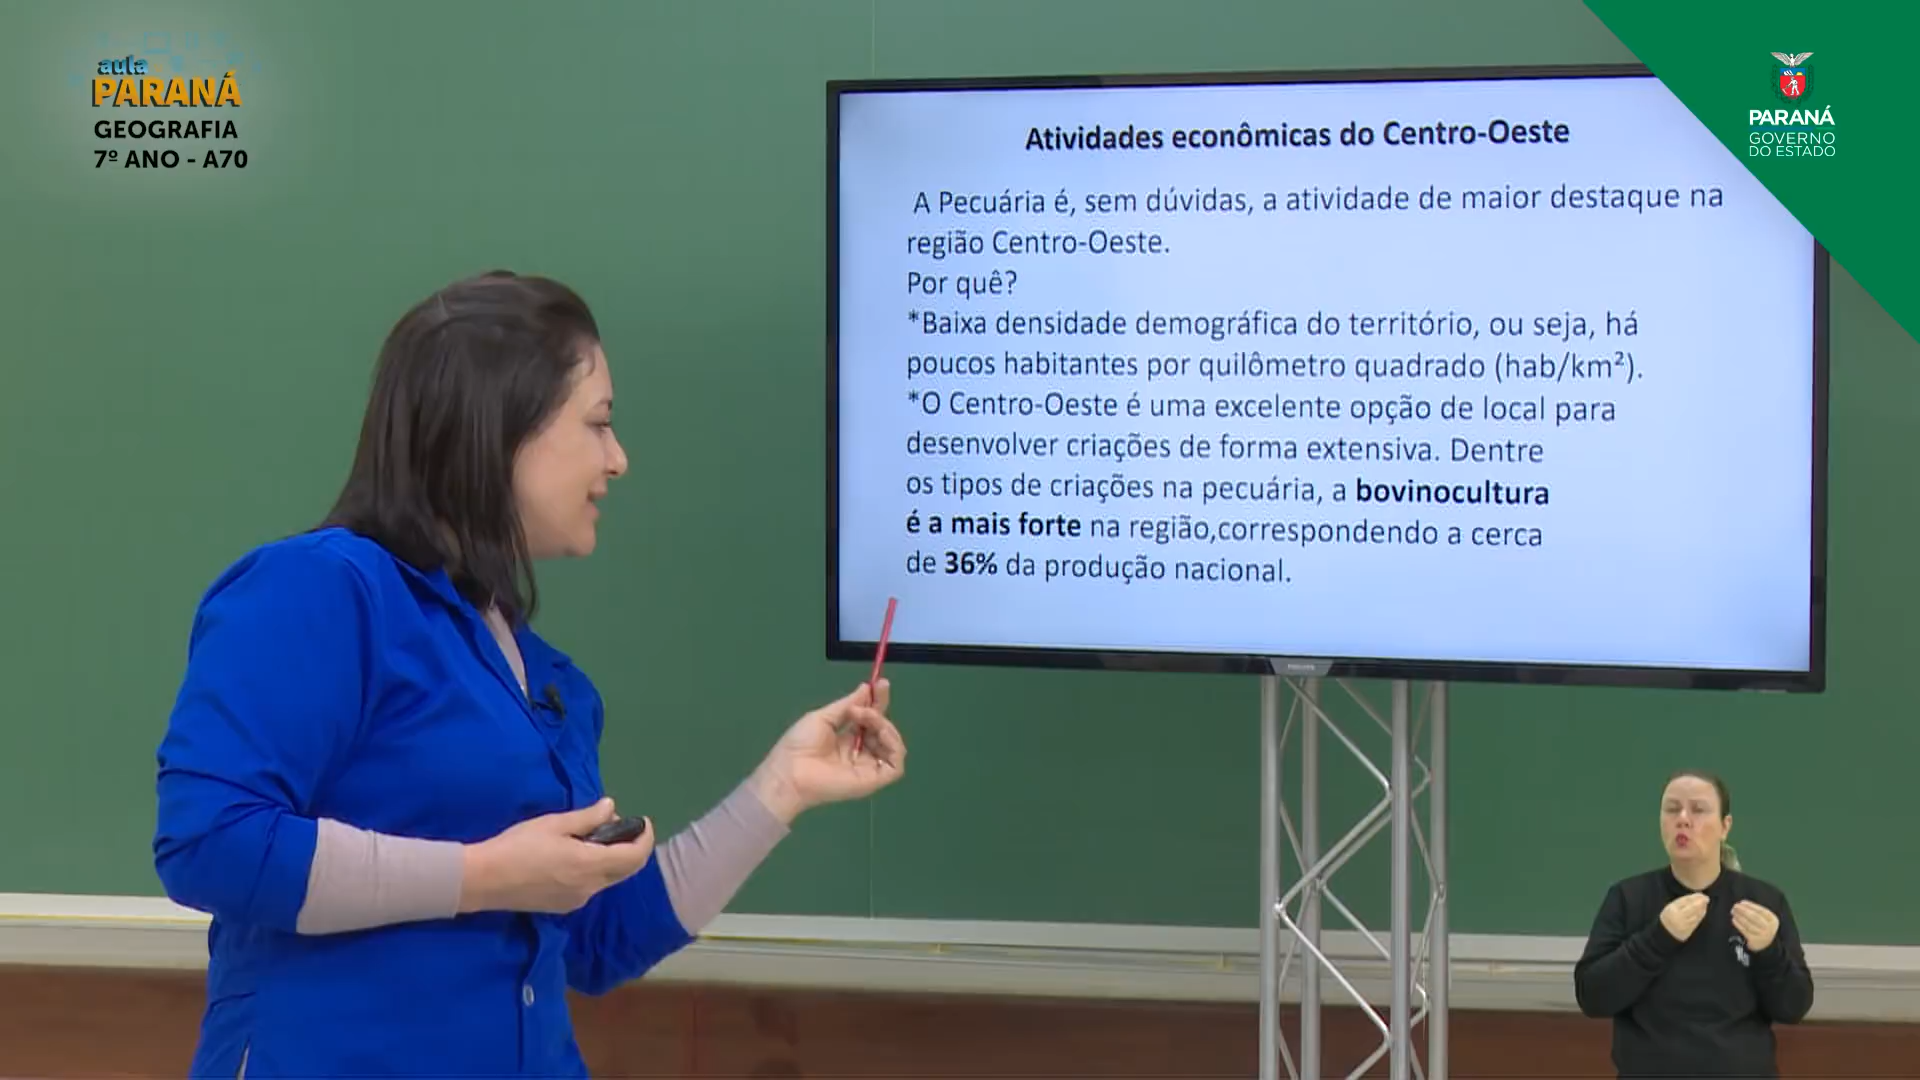 aula
PARANÁ
GEOGRAFIA
7º ANO - A70
PARANÁ
GOVERNO
DO ESTADO
Atividades econômicas do Centro-Oeste
A Pecuária é, sem dúvidas, a atividade de maior destaque na
região Centro-Oeste.
Por quê?
*Baixa densidade demográfica do território, ou seja, há
poucos habitantes por quilômetro quadrado (hab/km²).
*O Centro-Oeste é uma excelente opção de local para
desenvolver criações de forma extensiva. Dentre
os tipos de criações na pecuária, a bovinocultura
é a mais forte na região,correspondendo a cerca
de 36% da produção nacional.